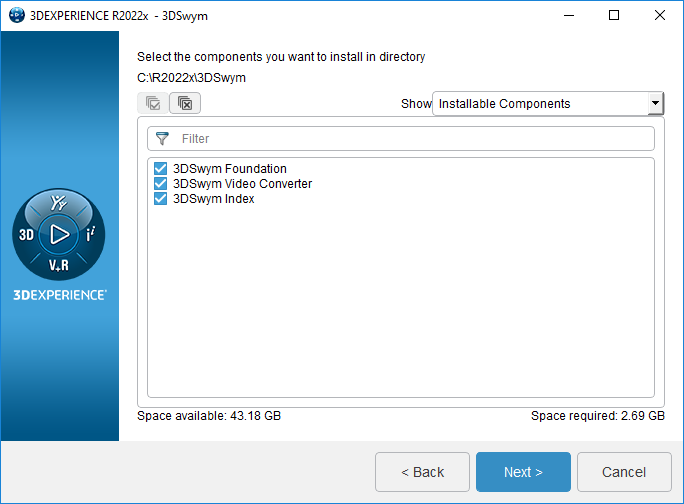 3DEXPERIENCE R2022x - 3DSwym
Select the components you want to install in directory
C:\R2022x\3DSwym
Show Installable Components
Filter
3DSwym Foundation
3DSwym Video Converter
3DSwym Index
3D
i²
V+R
3DEXPERIENCE
Space available: 43.18 GB Space required: 2.69 GB
< Back Next > Cancel